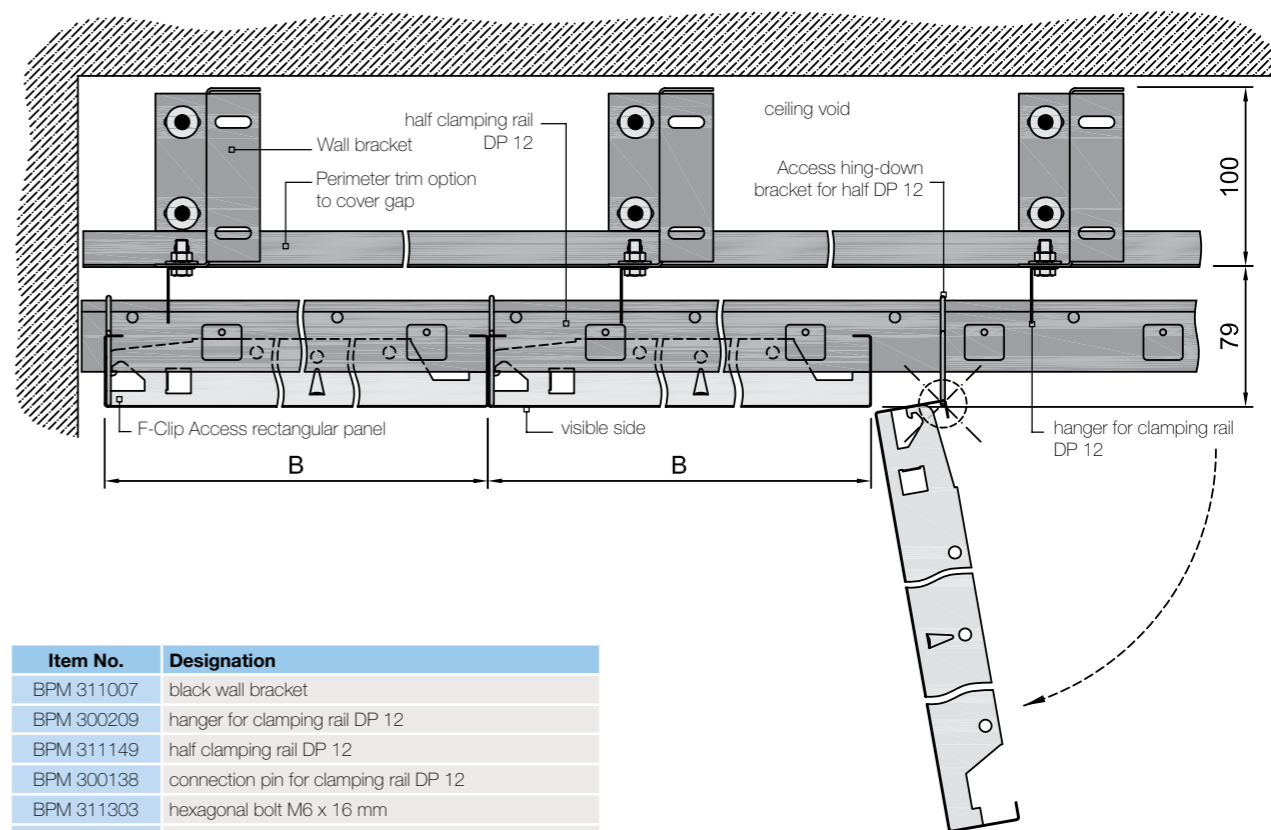 ceiling void
half clamping rail
DP 12
Wall bracket
Perimeter trim option
to cover gap
Access hing-down
bracket for half DP 12
100
79
F-Clip Access rectangular panel
visible side
hanger for clamping rail
DP 12
B
B
Item No. Designation
BPM 311007 black wall bracket
BPM 300209 hanger for clamping rail DP 12
BPM 311149 half clamping rail DP 12
BPM 300138 connection pin for clamping rail DP 12
BPM 311303 hexagonal bolt M6 x 16 mm